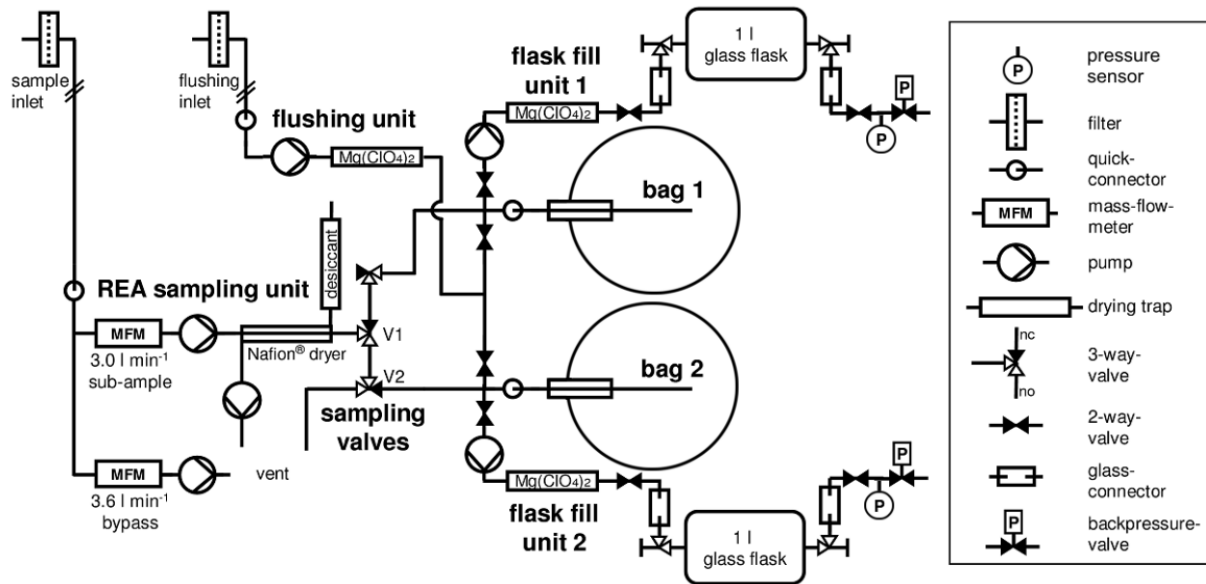 sample
inlet
flushing
inlet
flushing unit
Mg(ClO4)2
flask fill
unit 1
Mg(ClO4)2
1 l
glass flask
P
P
bag 1
desiccant
REA sampling unit
MFM
3.0 l min-1
sub-ample
Nafion® dryer
V1
V2
sampling
valves
bag 2
MFM
3.6 l min-1
bypass
vent
Mg(ClO4)2
flask fill
unit 2
1 l
glass flask
P
P
P
pressure
sensor
filter
quick-
connector
MFM
mass-flow-
meter
pump
drying trap
nc
no
3-way-
valve
2-way-
valve
glass-
connector
P
backpressure-
valve